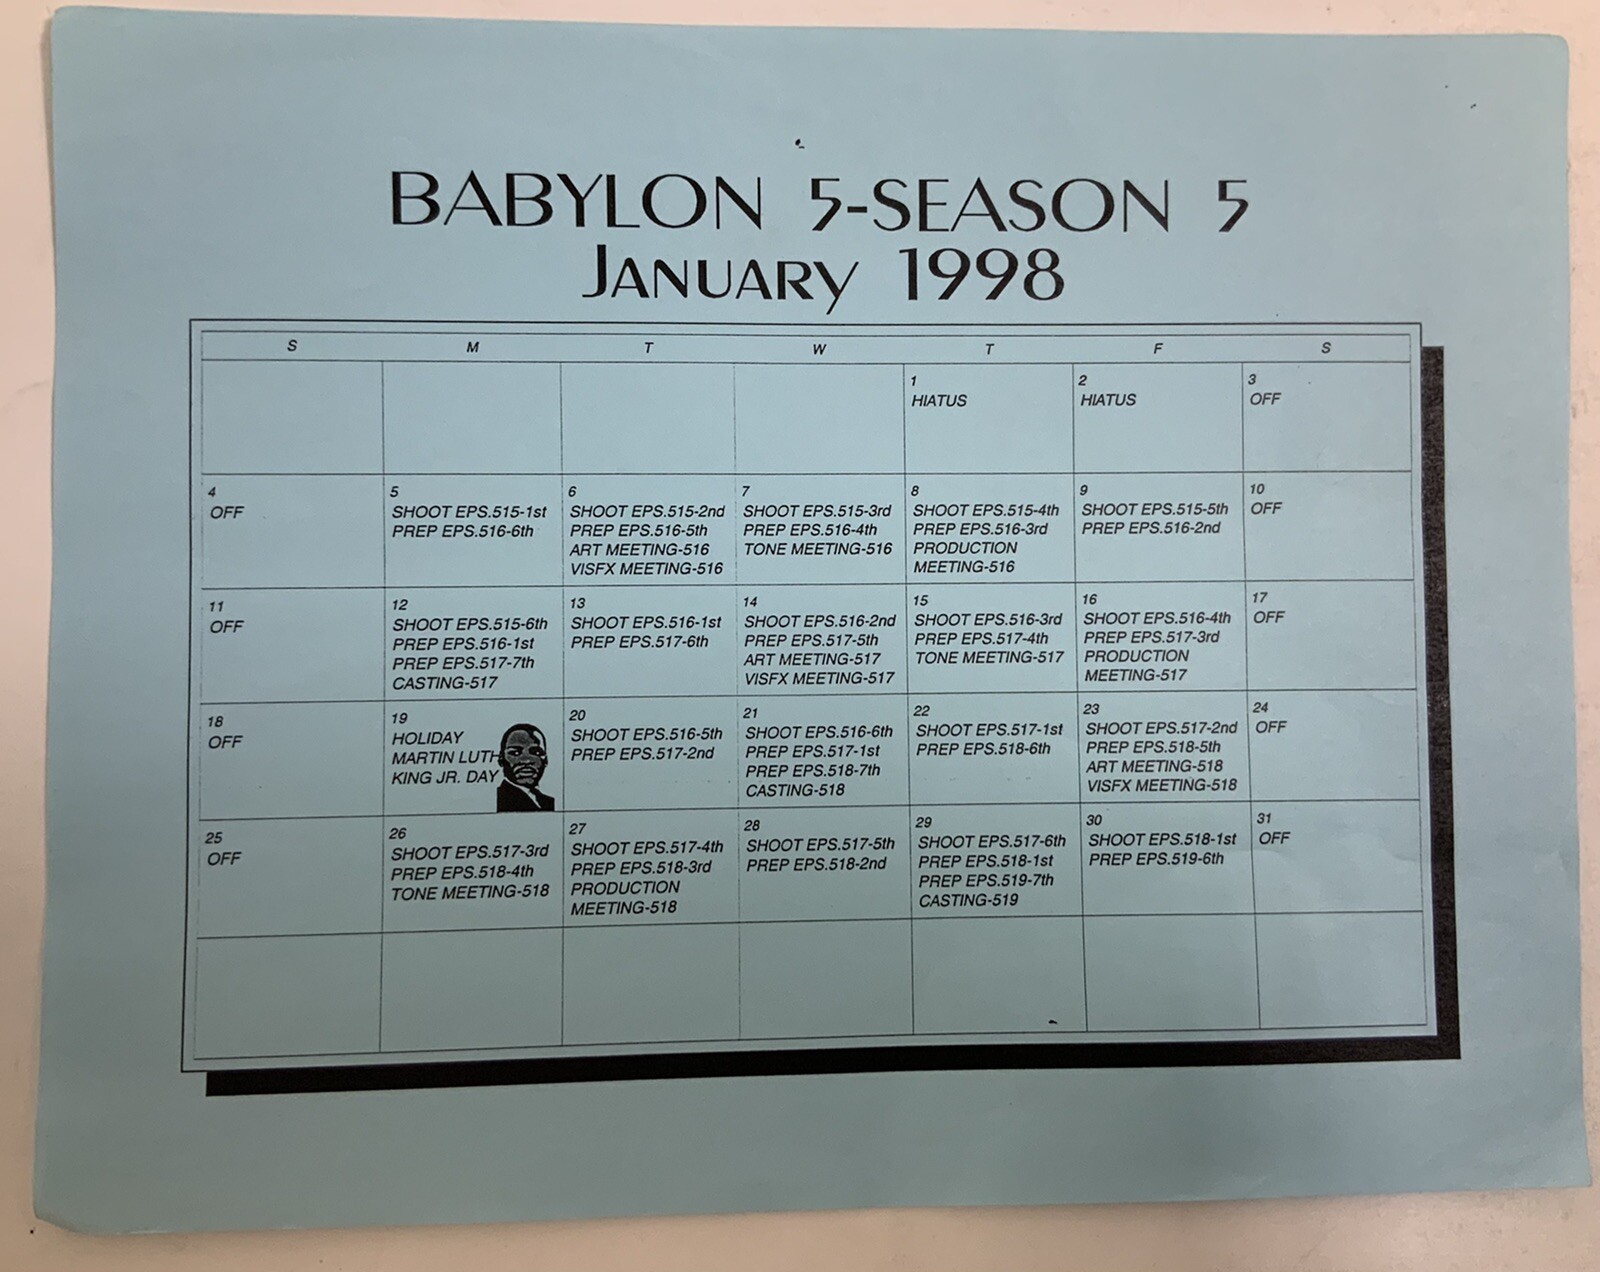 BABYLON 5-SEASON 5
JANUARY 1998
S M T W T F S
1
HIATUS
2
HIATUS
3
OFF
4
OFF
5
SHOOT EPS.515-1st
PREP EPS.516-6th
6
SHOOT EPS.515-2nd
PREP EPS.516-5th
ART MEETING-516
VISFX MEETING-516
7
SHOOT EPS.515-3rd
PREP EPS.516-4th
TONE MEETING-516
8
SHOOT EPS.515-4th
PREP EPS.516-3rd
PRODUCTION
MEETING-516
9
SHOOT EPS.515-5th
PREP EPS.516-2nd
10
OFF
11
OFF
12
SHOOT EPS.515-6th
PREP EPS.516-1st
PREP EPS.517-7th
CASTING-517
13
SHOOT EPS.516-1st
PREP EPS.517-6th
14
SHOOT EPS.516-2nd
PREP EPS.517-5th
ART MEETING-517
VISFX MEETING-517
15
SHOOT EPS.516-3rd
PREP EPS.517-4th
TONE MEETING-517
16
SHOOT EPS.516-4th
PREP EPS.517-3rd
PRODUCTION
MEETING-517
17
OFF
18
OFF
19
HOLIDAY
MARTIN LUTH
KING JR. DAY
20
SHOOT EPS.516-5th
PREP EPS.517-2nd
21
SHOOT EPS.516-6th
PREP EPS.517-1st
PREP EPS.518-7th
CASTING-518
22
SHOOT EPS.517-1st
PREP EPS.518-6th
23
SHOOT EPS.517-2nd
PREP EPS.518-5th
ART MEETING-518
VISFX MEETING-518
24
OFF
25
OFF
26
SHOOT EPS.517-3rd
PREP EPS.518-4th
TONE MEETING-518
27
SHOOT EPS.517-4th
PREP EPS.518-3rd
PRODUCTION
MEETING-518
28
SHOOT EPS.517-5th
PREP EPS.518-2nd
29
SHOOT EPS.517-6th
PREP EPS.518-1st
PREP EPS.519-7th
CASTING-519
30
SHOOT EPS.518-1st
PREP EPS.519-6th
31
OFF